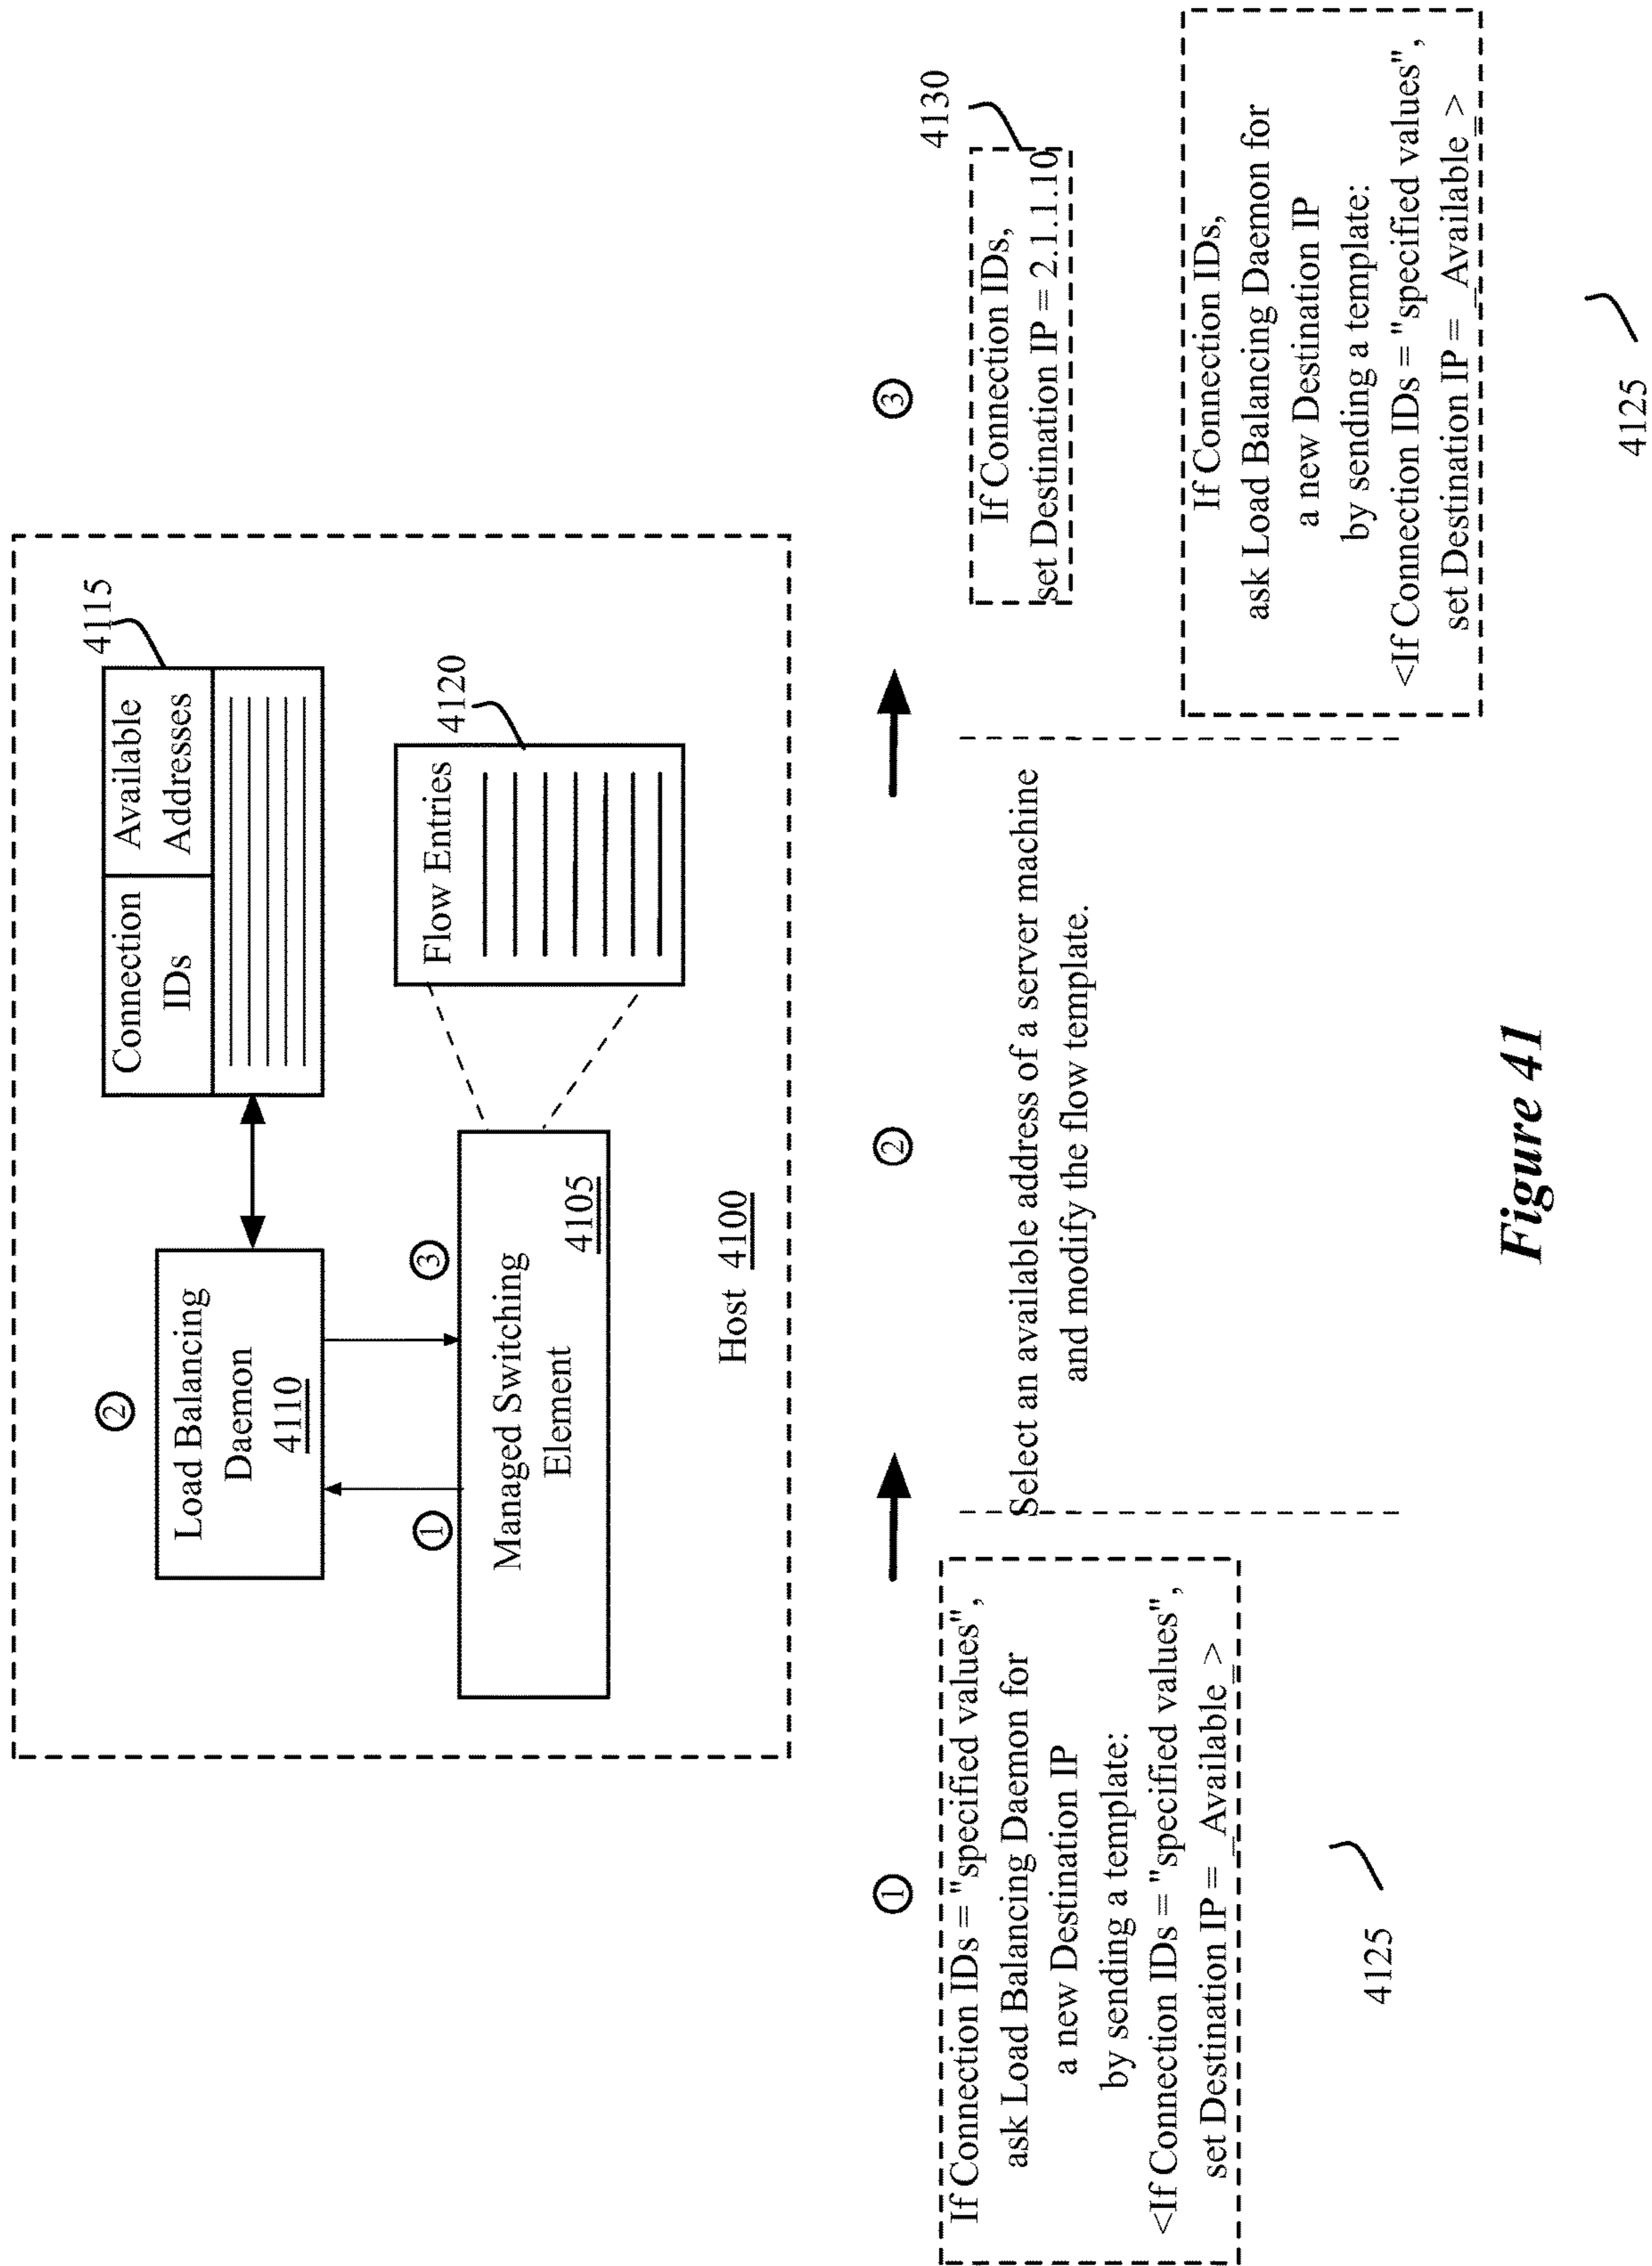 ②
Load Balancing
Daemon
4110
Connection
IDs
Available
Addresses
4115
①
③
Managed Switching
Element
4105
Flow Entries
4120
Host 4100
①
If Connection IDs = "specified values",
ask Load Balancing Daemon for
a new Destination IP
by sending a template:
<If Connection IDs = "specified values",
set Destination IP = _Available_>
4125
②
Select an available address of a server machine
and modify the flow template.
③
4130
If Connection IDs,
set Destination IP = 2.1.1.10
If Connection IDs,
ask Load Balancing Daemon for
a new Destination IP
by sending a template:
<If Connection IDs = "specified values",
set Destination IP = _Available_>
4125
Figure 41